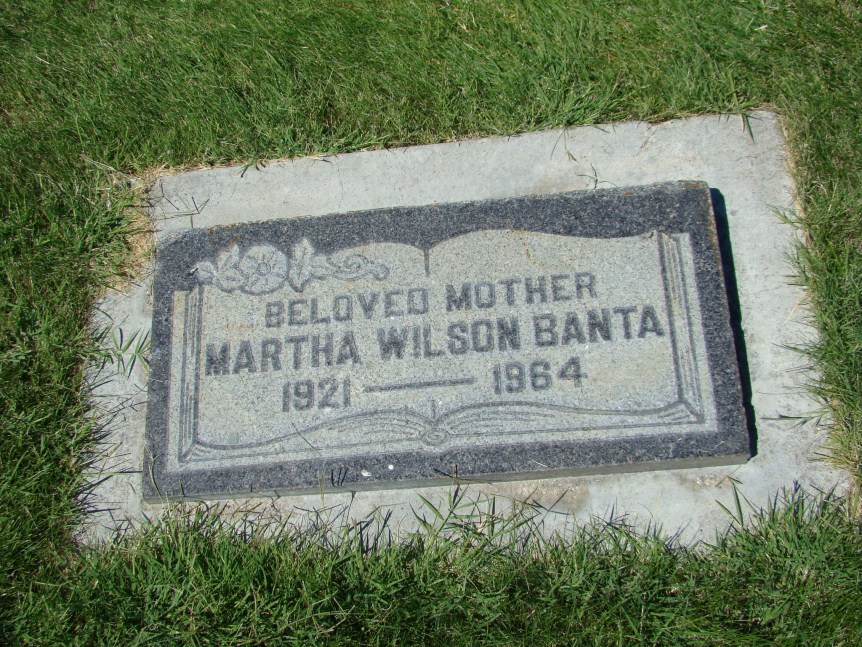 BELOVED MOTHER
MARTHA WILSON BANTA
1921 — 1964